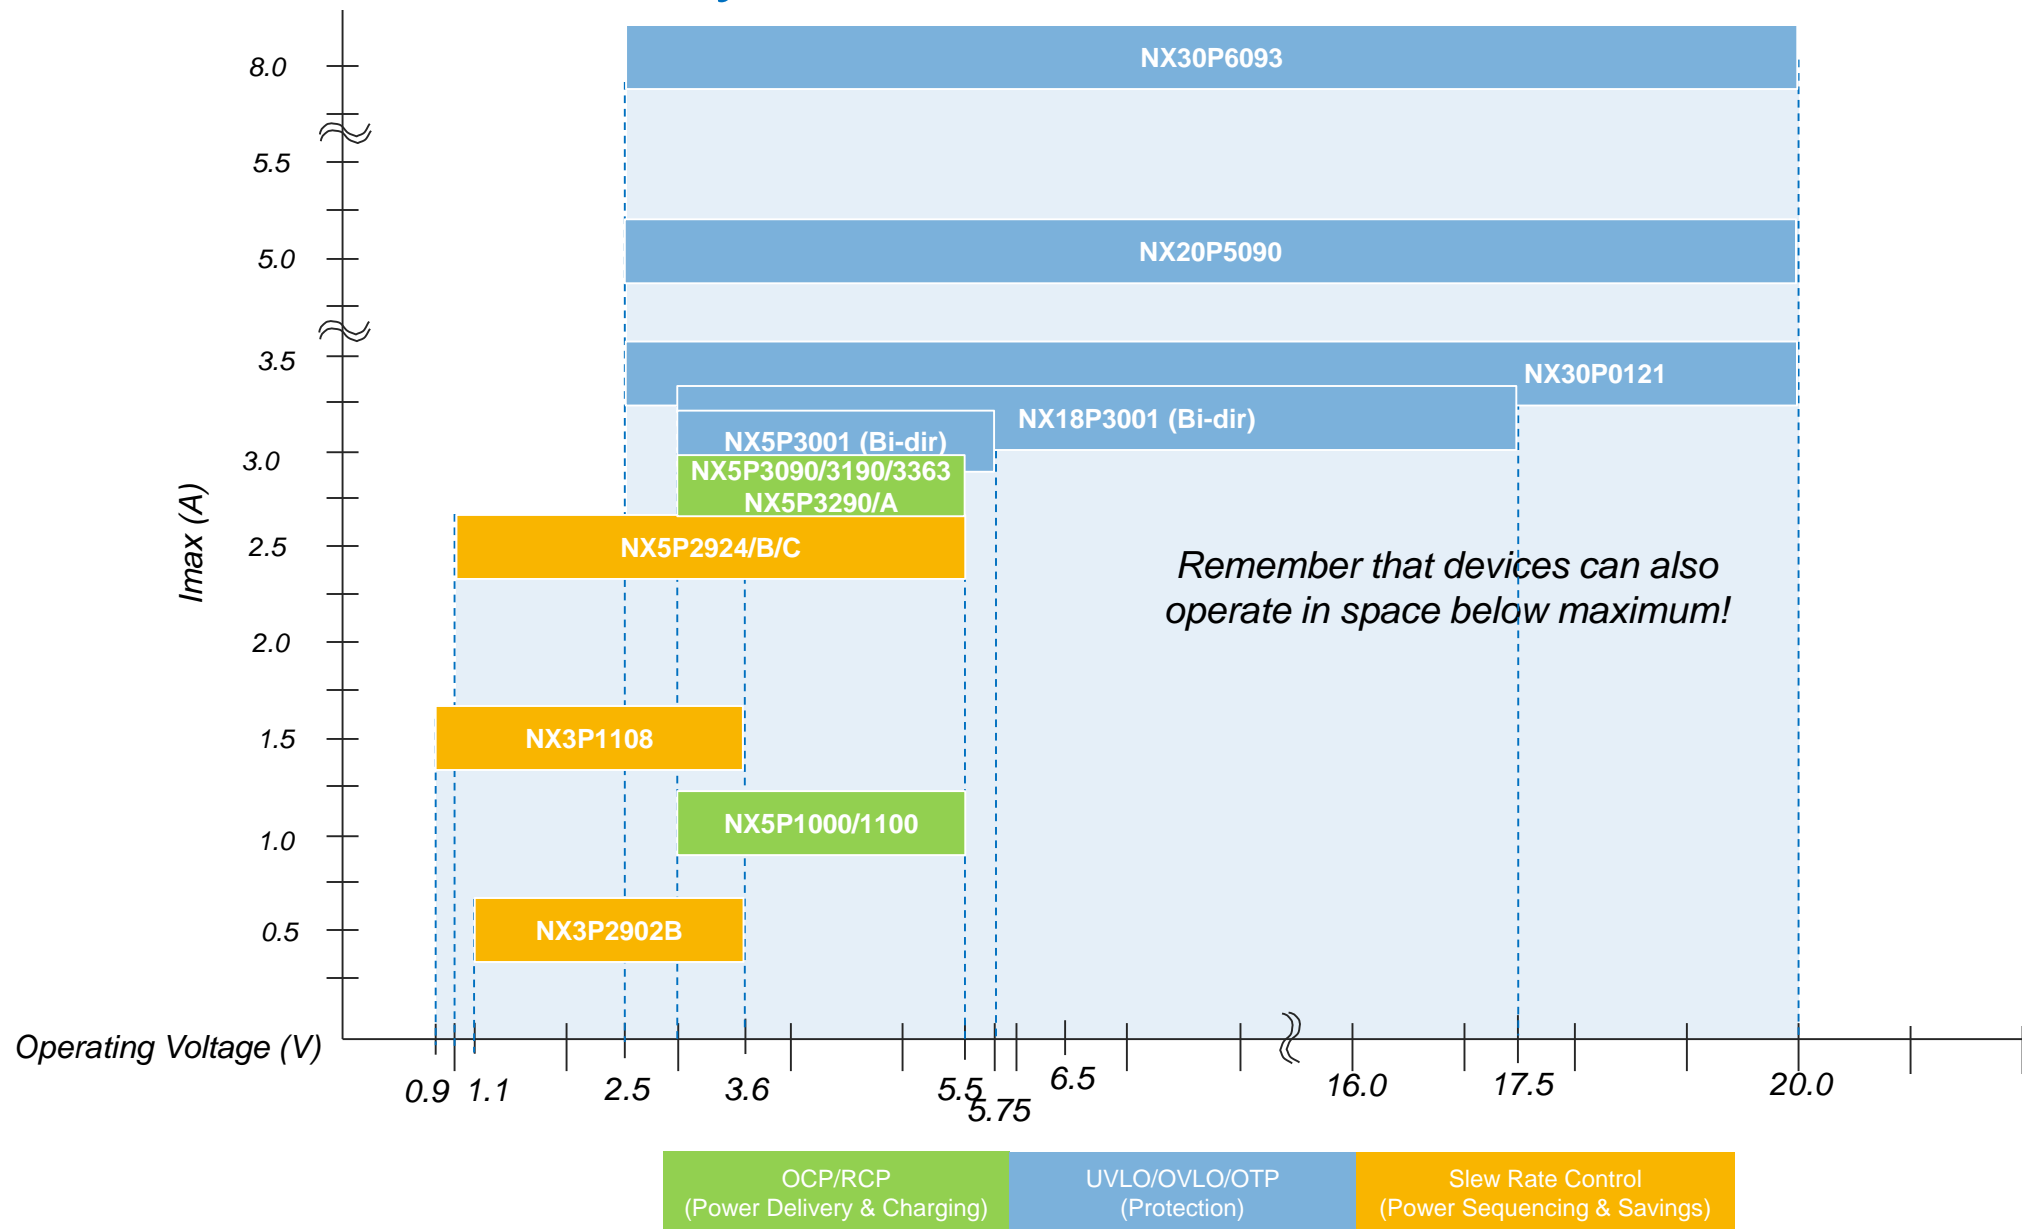 8.0
5.5
5.0
3.5
3.0
2.5
2.0
1.5
1.0
0.5
Imax (A)
NX30P6093
NX20P5090
NX30P0121
NX18P3001 (Bi-dir)
NX5P3001 (Bi-dir)
NX5P3090/3190/3363
NX5P3290/A
NX5P2924/B/C
Remember that devices can also
operate in space below maximum!
NX3P1108
NX5P1000/1100
NX3P2902B
Operating Voltage (V)
0.9
1.1
2.5
3.6
5.5
5.75
6.5
16.0
17.5
20.0
OCP/RCP
(Power Delivery & Charging)
UVLO/OVLO/OTP
(Protection)
Slew Rate Control
(Power Sequencing & Savings)